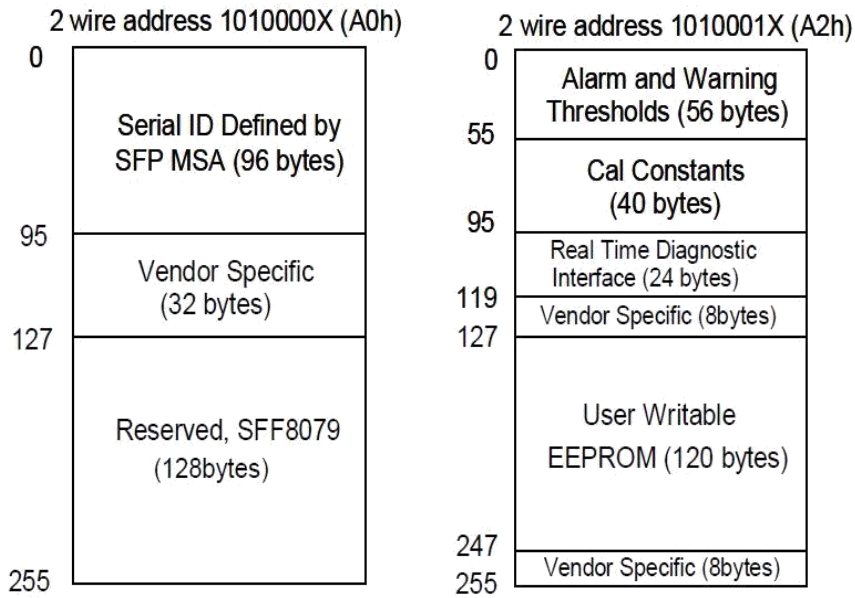 2 wire address 1010000X (A0h)
0
Serial ID Defined by
SFP MSA (96 bytes)
95
Vendor Specific
(32 bytes)
127
Reserved, SFF8079
(128bytes)
255
2 wire address 1010001X (A2h)
0
Alarm and Warning
Thresholds (56 bytes)
55
Cal Constants
(40 bytes)
95
Real Time Diagnostic
Interface (24 bytes)
119
Vendor Specific (8bytes)
127
User Writable
EEPROM (120 bytes)
247
Vendor Specific (8bytes)
255